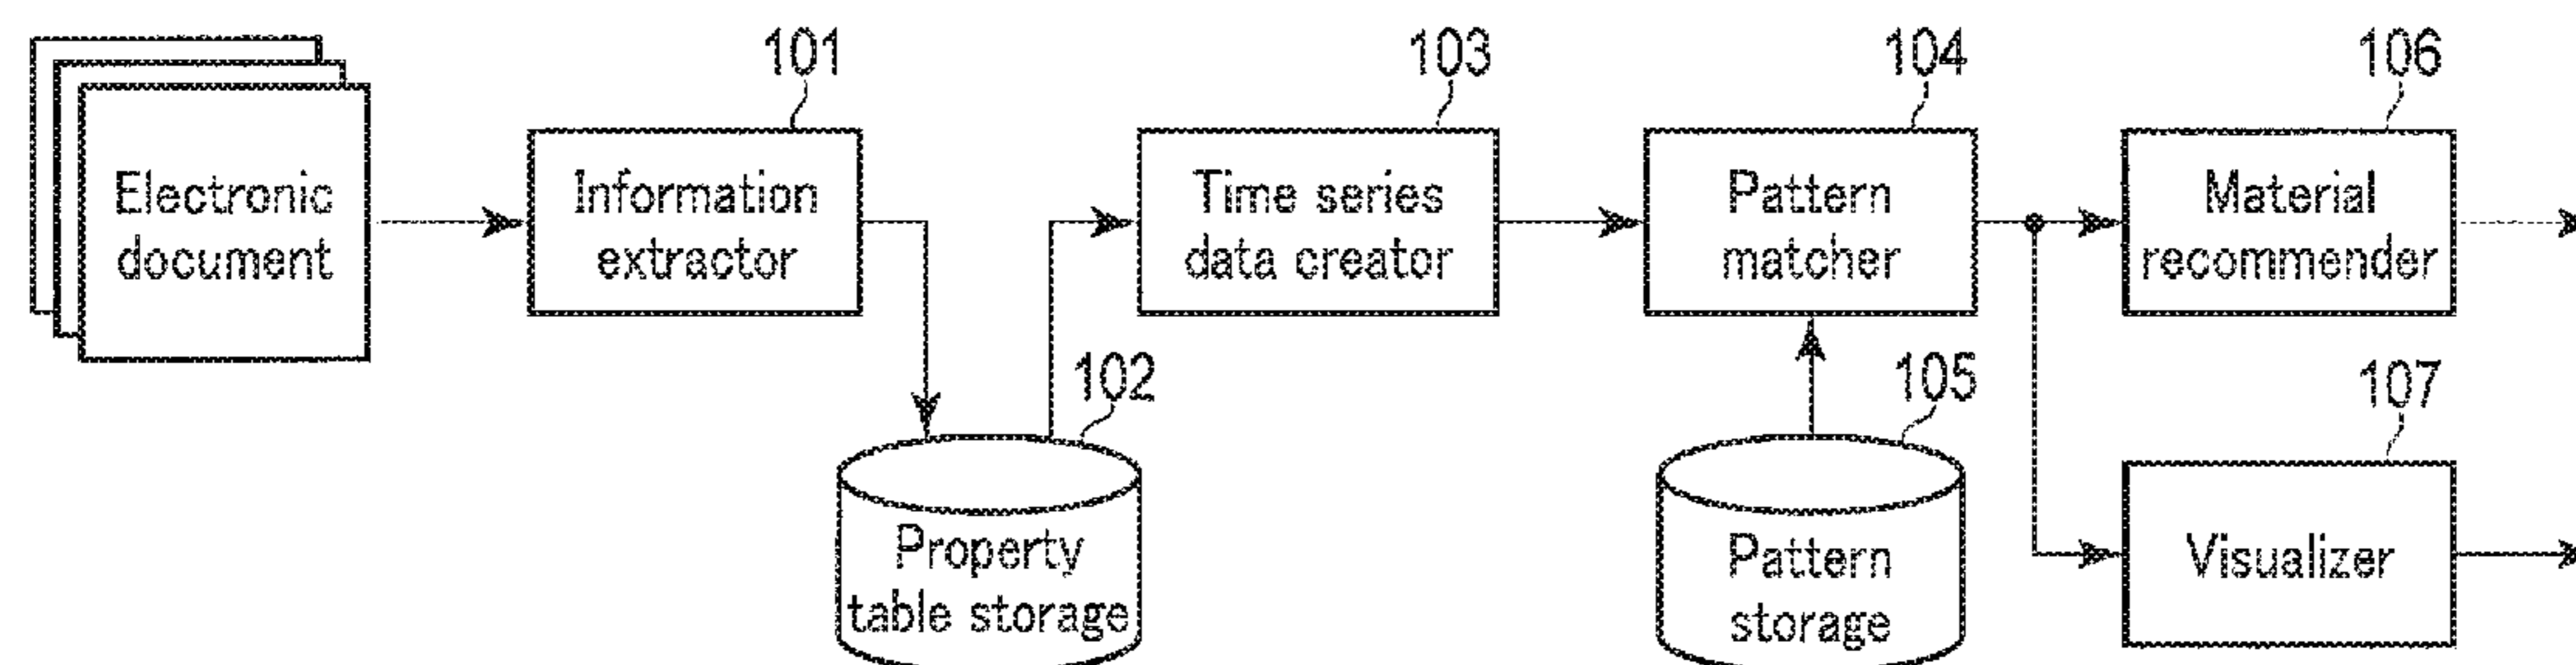 101
103
104
106
Electronic
document
Information
extractor
Time series
data creator
Pattern
matcher
Material
recommender
102
105
107
Property
table storage
Pattern
storage
Visualizer